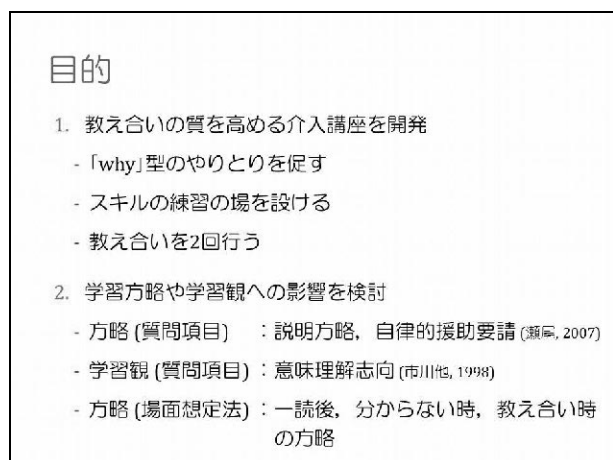 目的
1. 教え合いの質を高める介入講座を開発
- 「why」型のやりとりを促す
- スキルの練習の場を設ける
- 教え合いを2回行う
2. 学習方略や学習観への影響を検討
- 方略 (質問項目) : 説明方略, 自律的援助要請 (瀬尾, 2007)
- 学習観 (質問項目) : 意味理解志向 (市川他, 1998)
- 方略 (場面想定法) : 一読後, 分からない時, 教え合い時
の方略